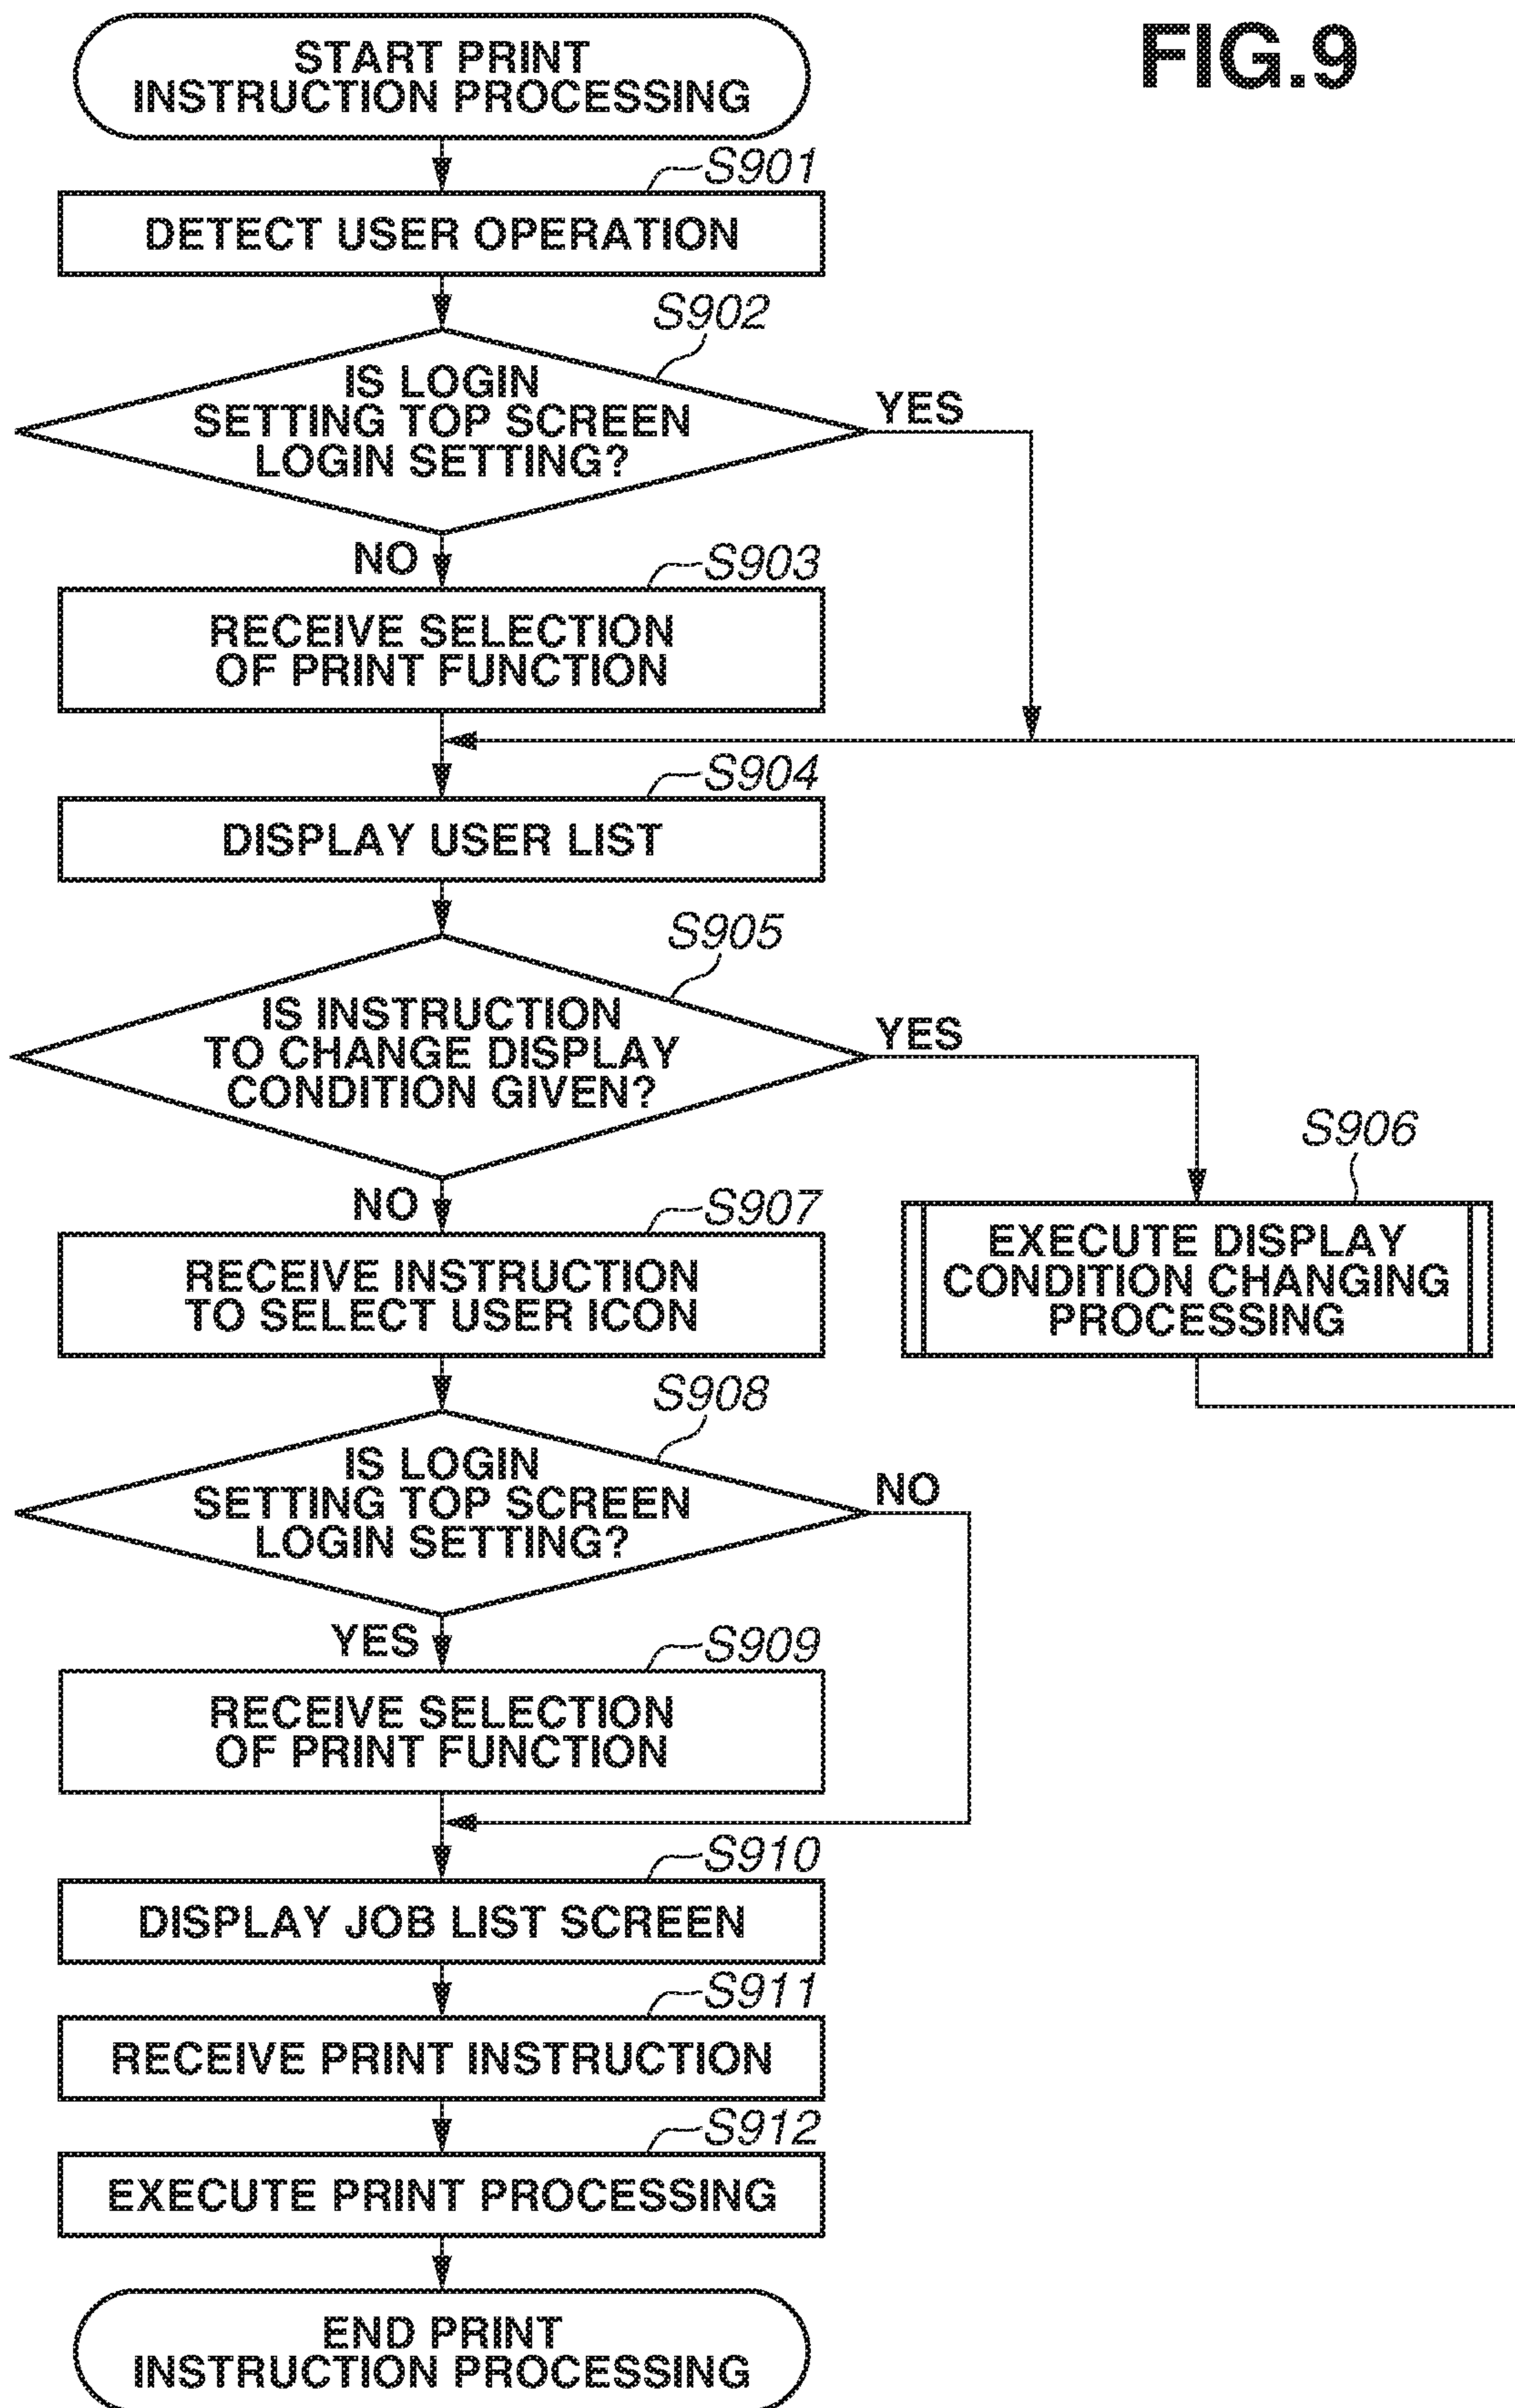 FIG.9
START PRINT
INSTRUCTION PROCESSING
S901
DETECT USER OPERATION
S902
IS LOGIN
SETTING TOP SCREEN
LOGIN SETTING?
YES
NO
S903
RECEIVE SELECTION
OF PRINT FUNCTION
S904
DISPLAY USER LIST
S905
IS INSTRUCTION
TO CHANGE DISPLAY
CONDITION GIVEN?
YES
S906
EXECUTE DISPLAY
CONDITION CHANGING
PROCESSING
NO
S907
RECEIVE INSTRUCTION
TO SELECT USER ICON
S908
IS LOGIN
SETTING TOP SCREEN
LOGIN SETTING?
NO
YES
S909
RECEIVE SELECTION
OF PRINT FUNCTION
S910
DISPLAY JOB LIST SCREEN
S911
RECEIVE PRINT INSTRUCTION
S912
EXECUTE PRINT PROCESSING
END PRINT
INSTRUCTION PROCESSING